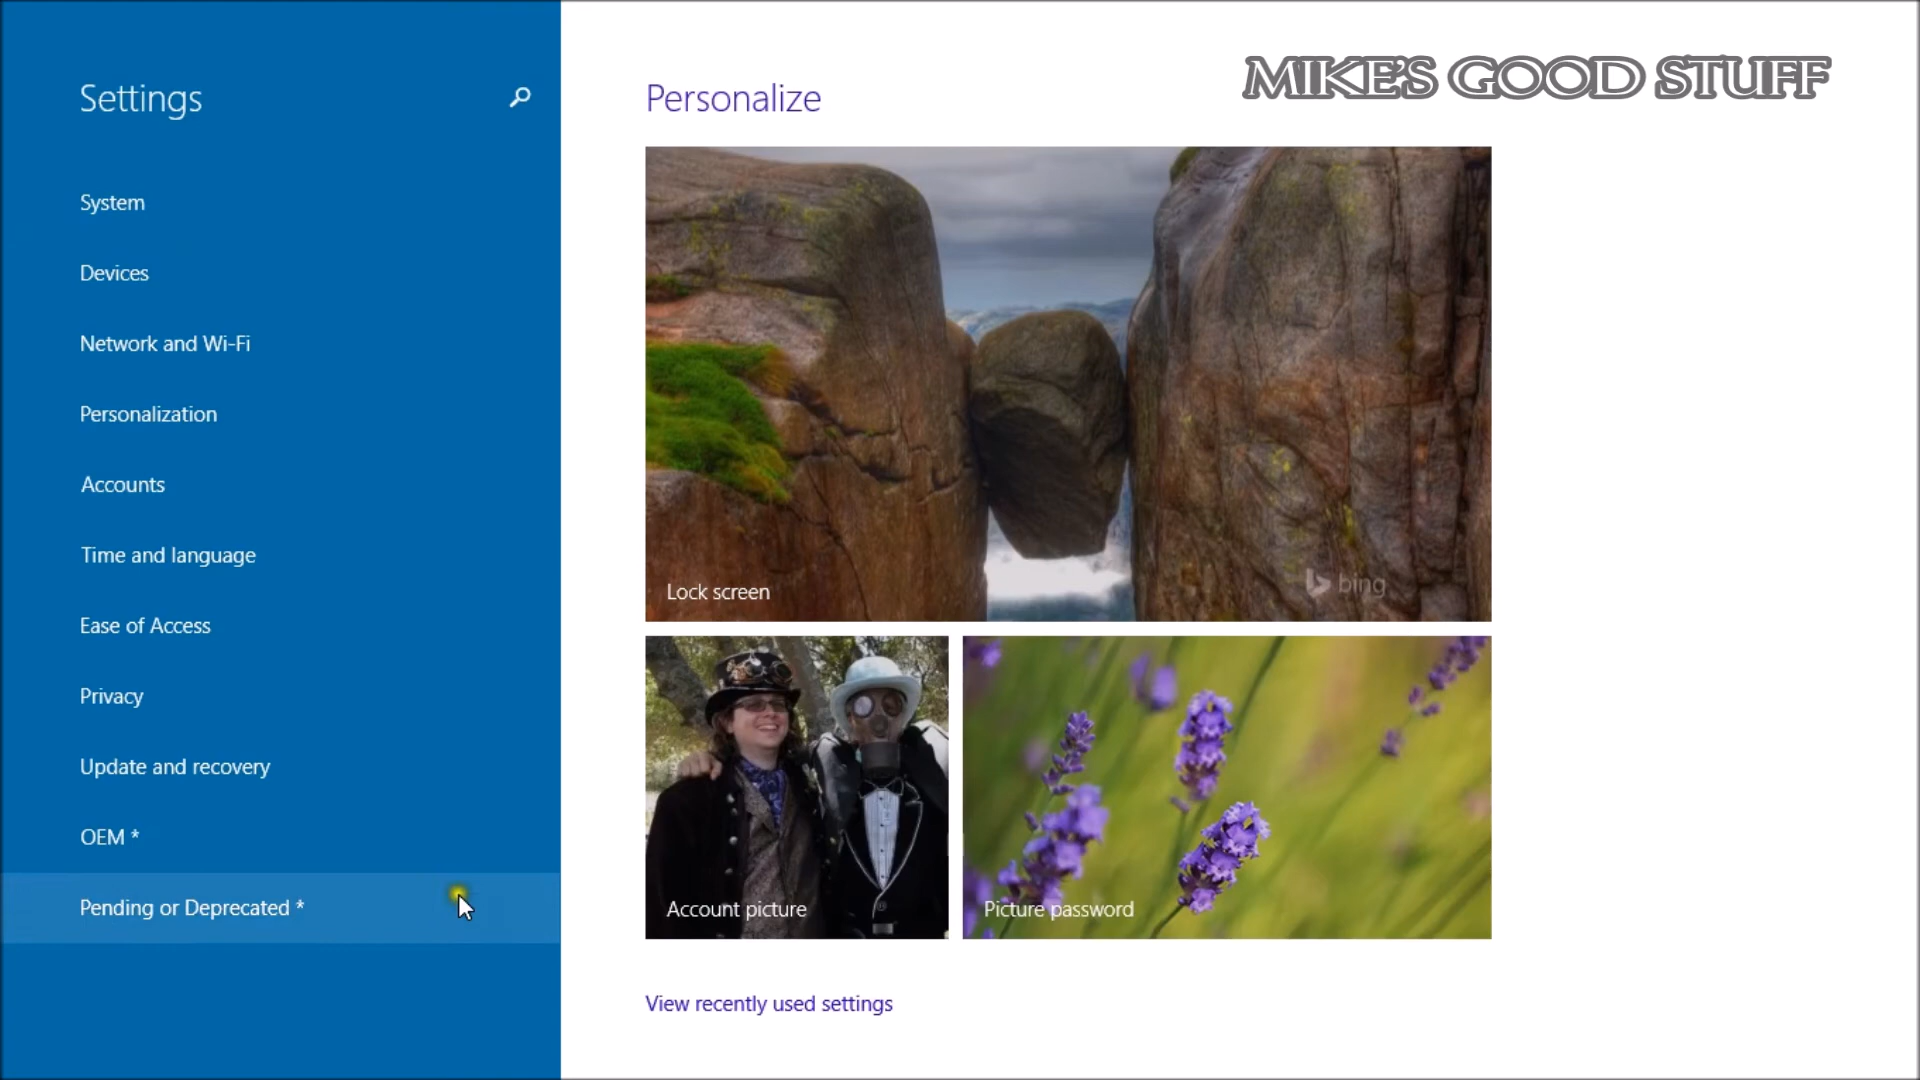 Settings
System
Devices
Network and Wi-Fi
Personalization
Accounts
Time and language
Ease of Access
Privacy
Update and recovery
OEM *
Pending or Deprecated *
Personalize
MIKE'S GOOD STUFF
Lock screen
bing
Account picture
Picture password
View recently used settings